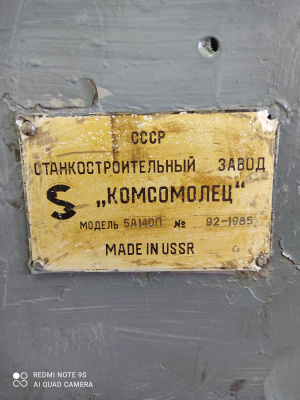 СССР
СТАНКОСТРОИТЕЛЬНЫЙ ЗАВОД
S „КОМСОМОЛЕЦ"
МОДЕЛЬ 5А140П № 92-1985
MADE IN USSR
REDMI NOTE 9S
AI QUAD CAMERA